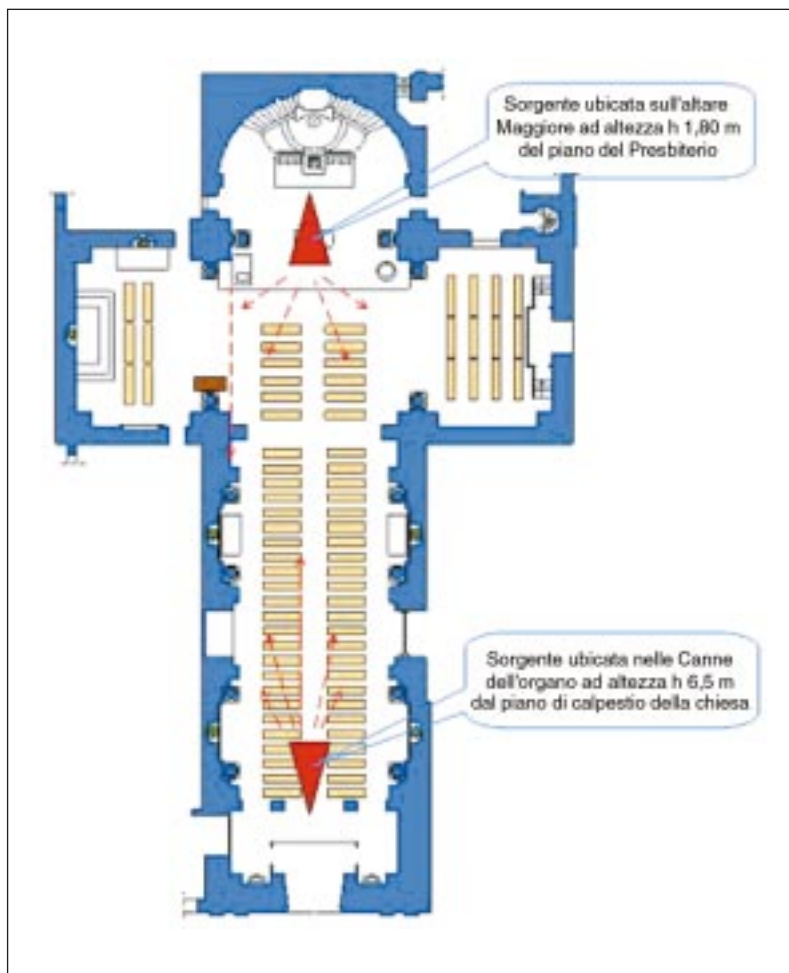 Sorgente ubicata sull'altare
Maggiore ad altezza h 1,80 m
del piano del Presbiterio
Sorgente ubicata nelle Canne
dell'organo ad altezza h 6,5 m
dal piano di calpestio della chiesa